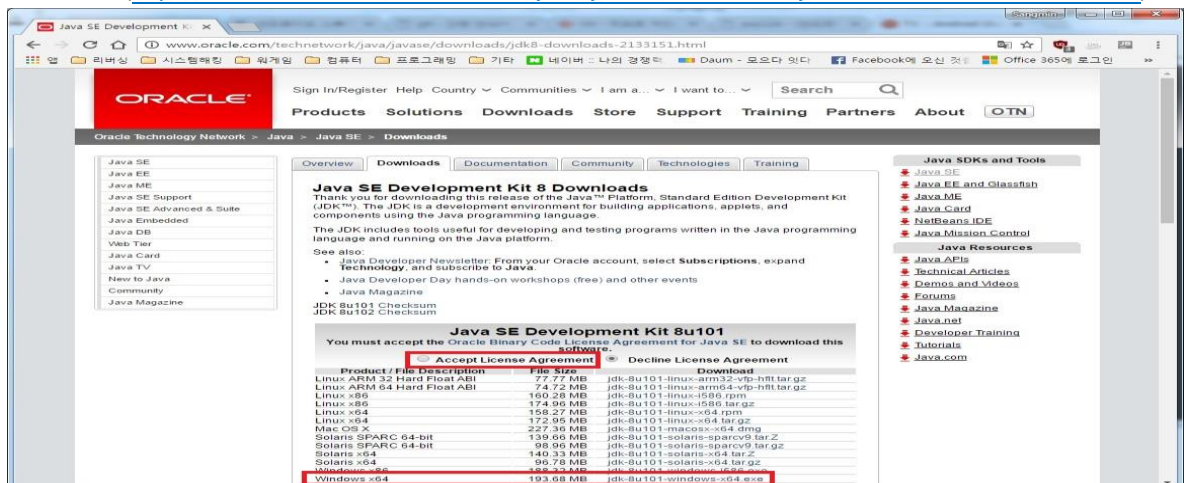 Java SE Development K
Sangmin
www.oracle.com/technetwork/java/javase/downloads/jdk8-downloads-2133151.html
앱 리버싱 시스템해킹 워게임 컴퓨터 프로그래밍 기타 네이버 :: 나의 경쟁력 Daum - 모으다 잇다 Facebook에 오신 것 Office 365에 로그인 »
ORACLE
Sign In/Register Help Country Communities I am a... I want to... Search
Products Solutions Downloads Store Support Training Partners About OTN
Oracle Technology Network > Java > Java SE > Downloads
Java SE
Java EE
Java ME
Java SE Support
Java SE Advanced & Suite
Java Embedded
Java DB
Web Tier
Java Card
Java TV
New to Java
Community
Java Magazine
Overview Downloads Documentation Community Technologies Training
Java SE Development Kit 8 Downloads
Thank you for downloading this release of the Java™ Platform, Standard Edition Development Kit
(JDK™). The JDK is a development environment for building applications, applets, and
components using the Java programming language.
The JDK includes tools useful for developing and testing programs written in the Java programming
language and running on the Java platform.
See also:
Java Developer Newsletter: From your Oracle account, select Subscriptions, expand
Technology, and subscribe to Java.
Java Developer Day hands-on workshops (free) and other events
Java Magazine
JDK 8u101 Checksum
JDK 8u102 Checksum
Java SE Development Kit 8u101
You must accept the Oracle Binary Code License Agreement for Java SE to download this
software.
Accept License Agreement Decline License Agreement
Product / File Description File Size Download
Linux ARM 32 Hard Float ABI 77.77 MB jdk-8u101-linux-arm32-vfp-hflt.tar.gz
Linux ARM 64 Hard Float ABI 74.72 MB jdk-8u101-linux-arm64-vfp-hflt.tar.gz
Linux x86 160.28 MB jdk-8u101-linux-i586.rpm
Linux x86 174.96 MB jdk-8u101-linux-i586.tar.gz
Linux x64 158.27 MB jdk-8u101-linux-x64.rpm
Linux x64 172.95 MB jdk-8u101-linux-x64.tar.gz
Mac OS X 227.36 MB jdk-8u101-macosx-x64.dmg
Solaris SPARC 64-bit 139.66 MB jdk-8u101-solaris-sparcv9.tar.Z
Solaris SPARC 64-bit 98.96 MB jdk-8u101-solaris-sparcv9.tar.gz
Solaris x64 140.33 MB jdk-8u101-solaris-x64.tar.Z
Solaris x64 96.78 MB jdk-8u101-solaris-x64.tar.gz
Windows x86 188.32 MB jdk-8u101-windows-i586.exe
Windows x64 193.68 MB jdk-8u101-windows-x64.exe
Java SDKs and Tools
Java SE
Java EE and Glassfish
Java ME
Java Card
NetBeans IDE
Java Mission Control
Java Resources
Java APIs
Technical Articles
Demos and Videos
Forums
Java Magazine
Java.net
Developer Training
Tutorials
Java.com